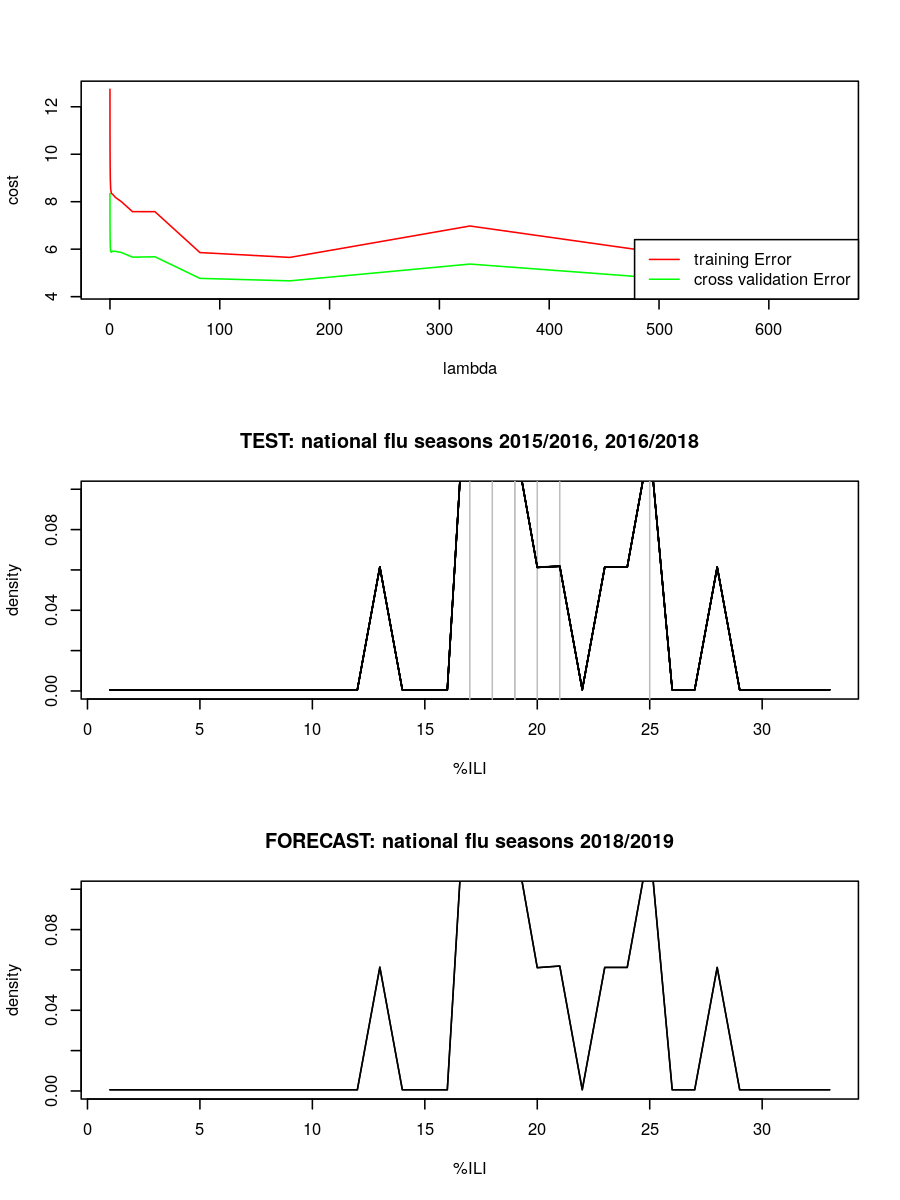 12
10
8
6
4
cost
training Error
cross validation Error
0 100 200 300 400 500 600
lambda
TEST: national flu seasons 2015/2016, 2016/2018
0.08
0.04
0.00
density
0 5 10 15 20 25 30
%ILI
FORECAST: national flu seasons 2018/2019
0.08
0.04
0.00
density
0 5 10 15 20 25 30
%ILI